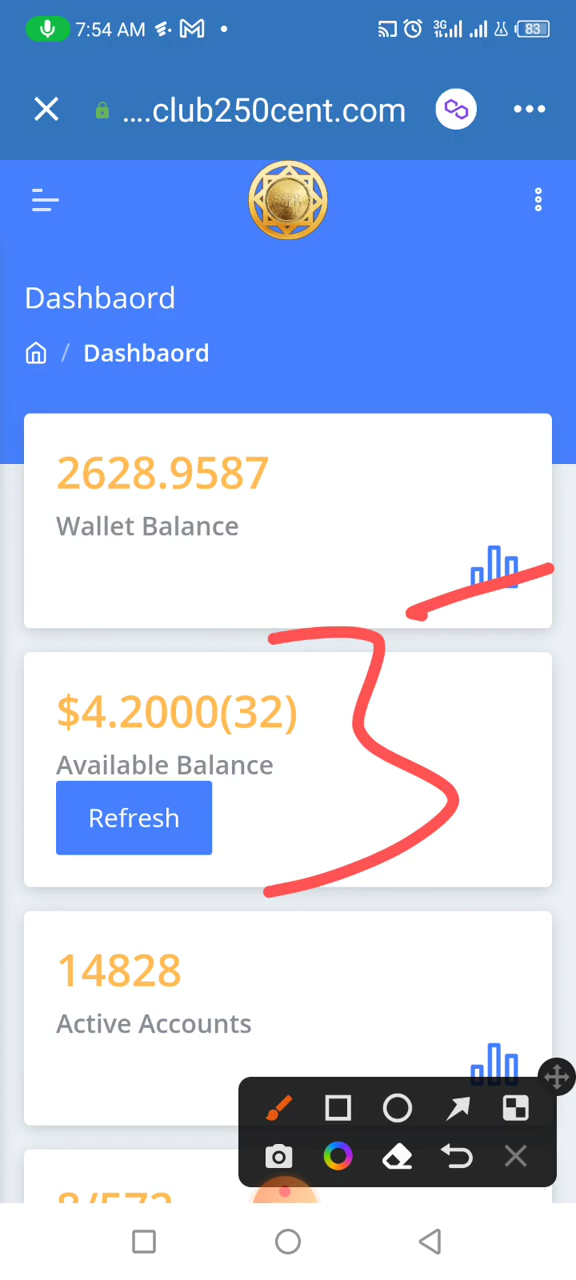 7:54 AM
3G
83
....club250cent.com
Dashbaord
/ Dashbaord
2628.9587
Wallet Balance
$4.2000(32)
Available Balance
Refresh
14828
Active Accounts